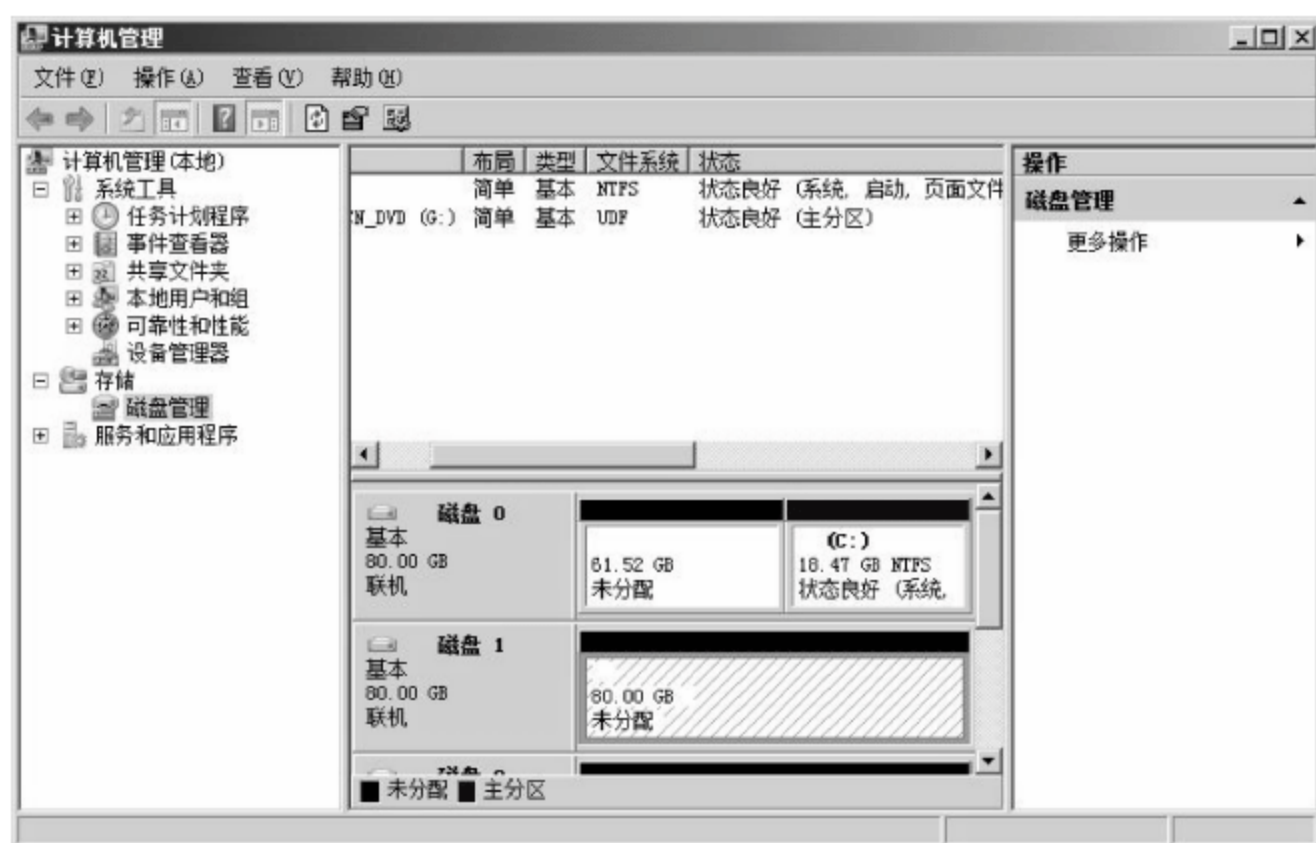 计算机管理
文件(F) 操作(A) 查看(V) 帮助(H)
计算机管理(本地)
系统工具
任务计划程序
事件查看器
共享文件夹
本地用户和组
可靠性和性能
设备管理器
存储
磁盘管理
服务和应用程序
布局 类型 文件系统 状态
简单 基本 NTFS 状态良好 (系统, 启动, 页面文件
N_DVD (G:) 简单 基本 UDF 状态良好 (主分区)
操作
磁盘管理
更多操作
磁盘 0
基本
80.00 GB
联机
61.52 GB
未分配
(C:)
18.47 GB NTFS
状态良好 (系统,
磁盘 1
基本
80.00 GB
联机
80.00 GB
未分配
未分配 主分区